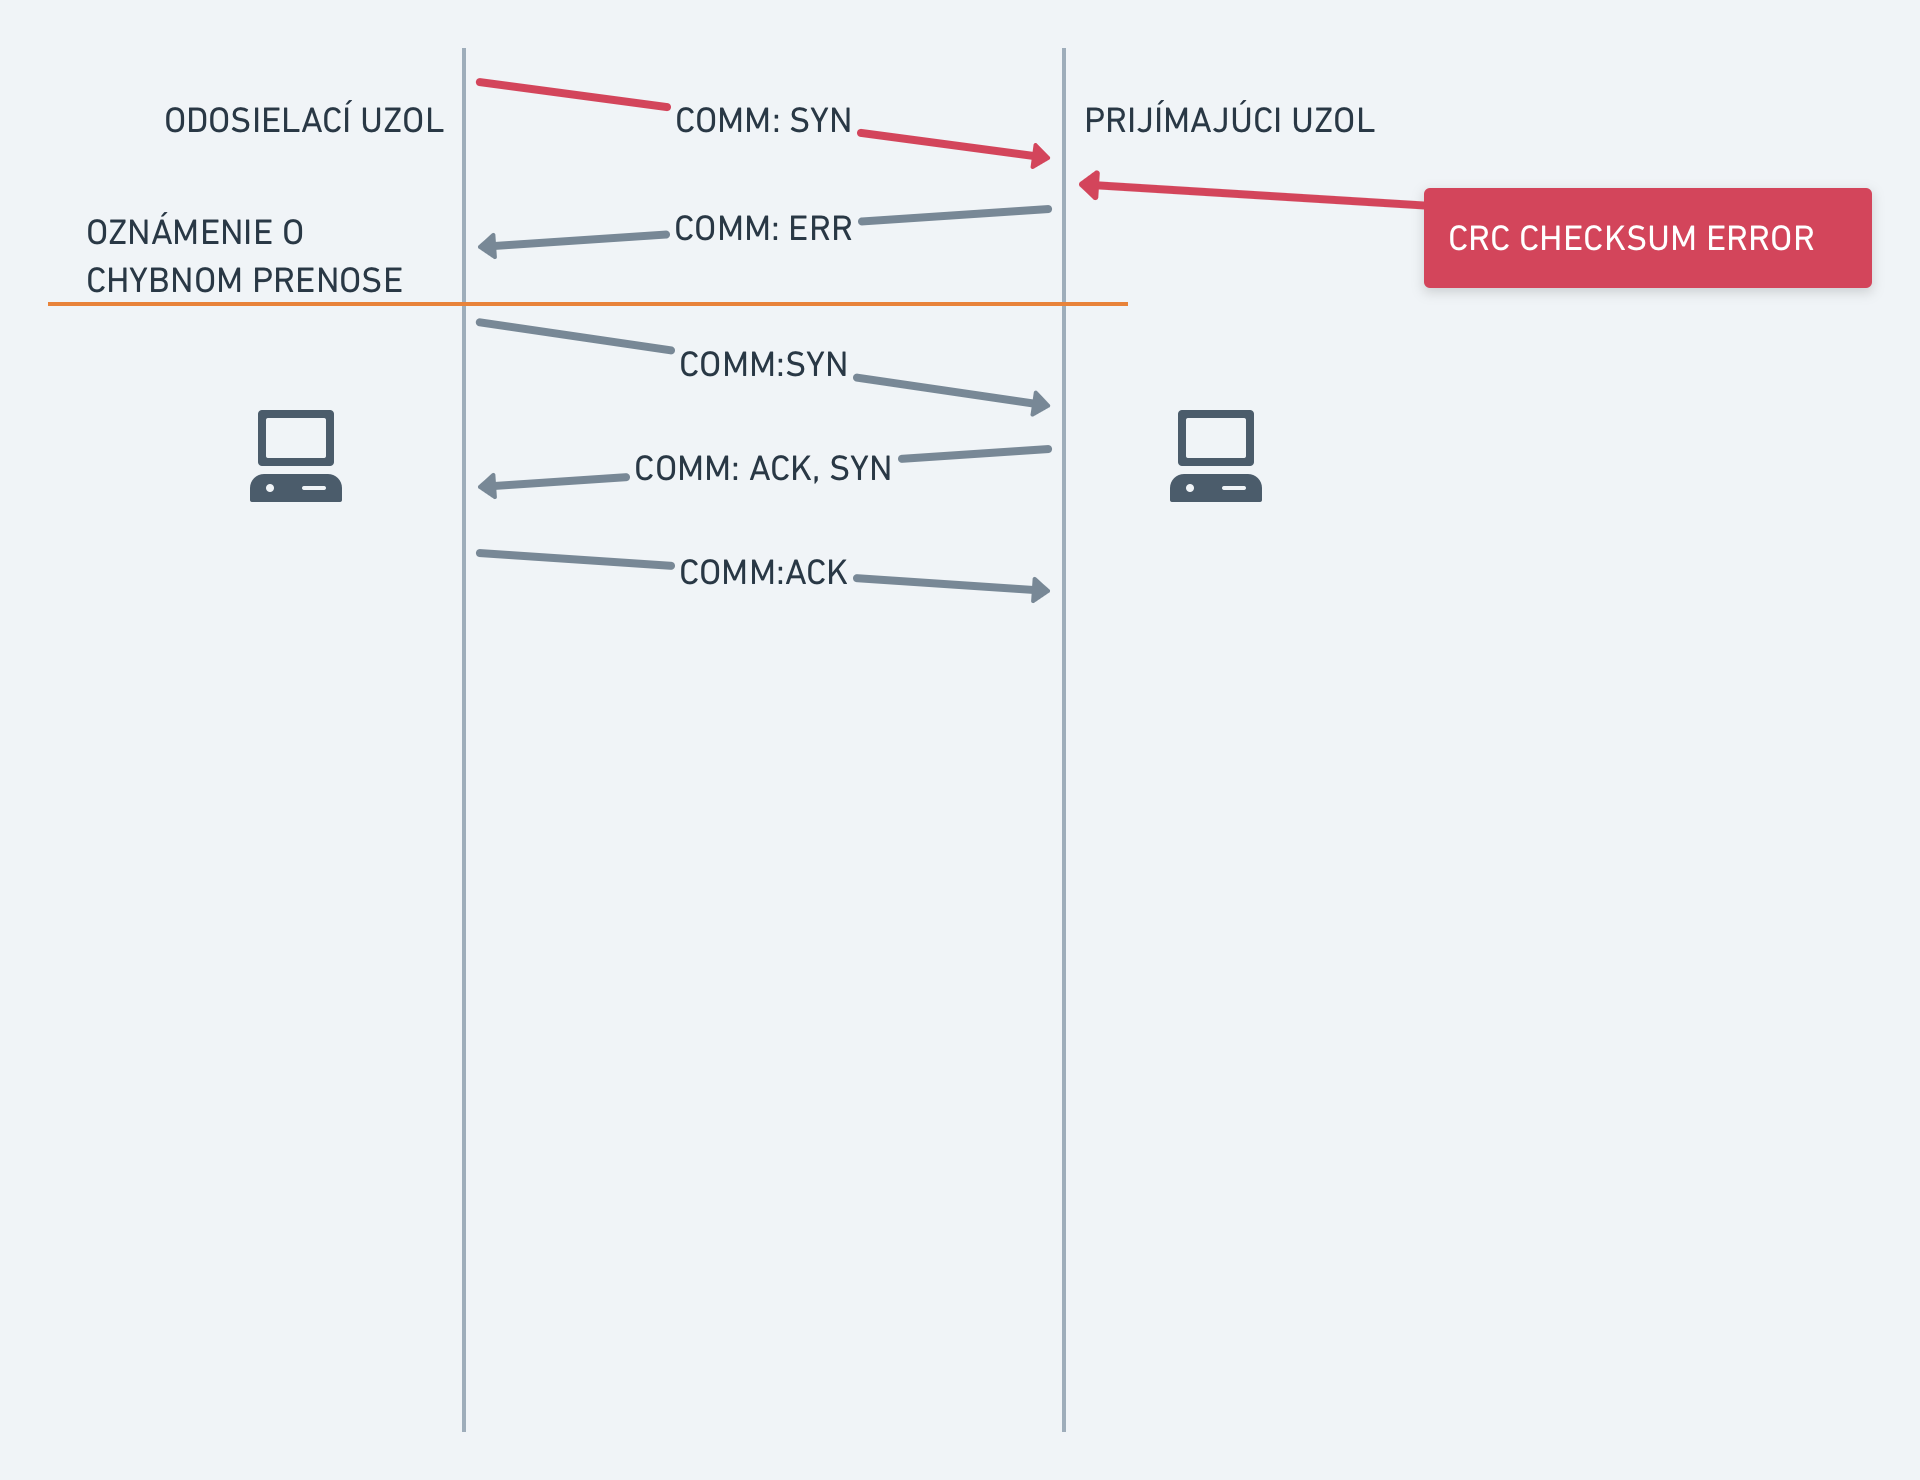 ODOSIELACÍ UZOL
COMM: SYN
PRIJÍMAJÚCI UZOL
OZNÁMENIE O
CHYBNOM PRENOSE
COMM: ERR
CRC CHECKSUM ERROR
COMM:SYN
COMM: ACK, SYN
COMM:ACK